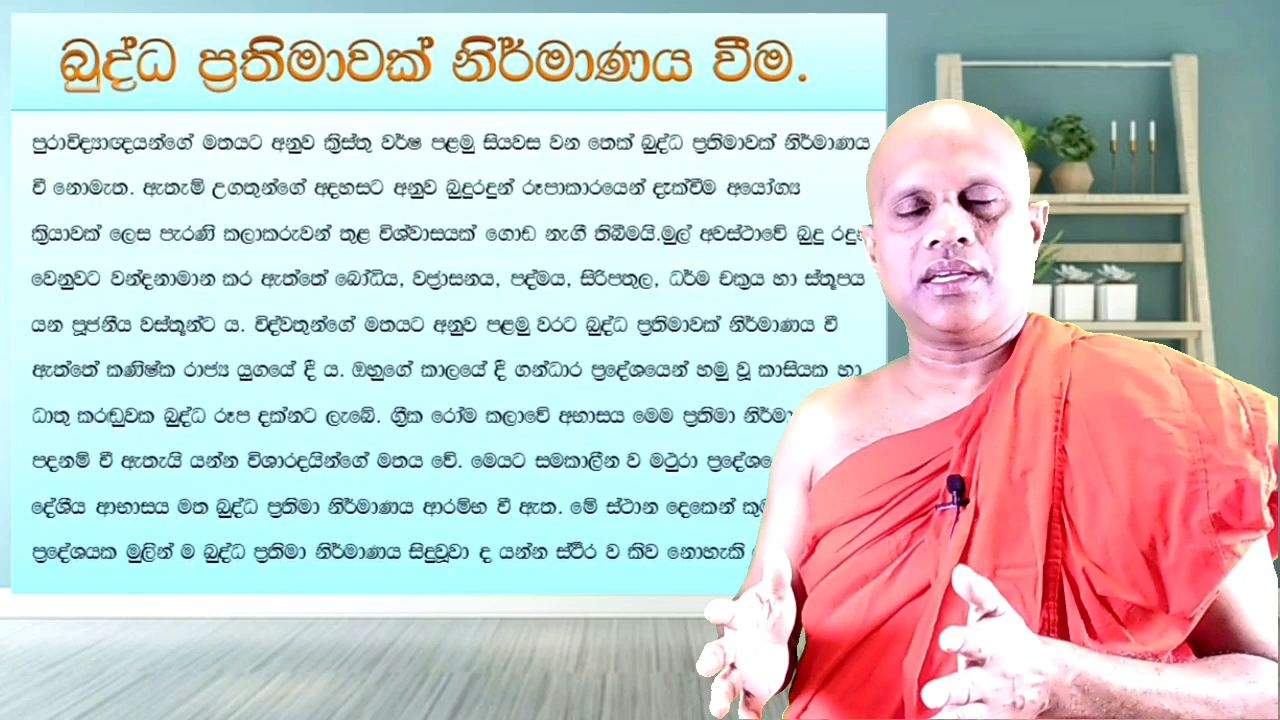 බුද්ධ ප්‍රතිමාවක් නිර්මාණය වීම.
පුරාවිද්‍යාඥයන්ගේ මතයට අනුව ක්‍රිස්තු වර්ෂ පළමු සියවස වන තෙක් බුද්ධ ප්‍රතිමාවක් නිර්මාණය
වී නොමැත. ඇතැම් උගතුන්ගේ අදහසට අනුව බුදුරදුන් රූපාකාරයෙන් දැක්වීම අයෝග්‍ය
ක්‍රියාවක් ලෙස පැරණි කලාකරුවන් තුළ විශ්වාසයක් ගොඩ නැගී තිබීමයි.මුල් අවස්ථාවේ බුදු
වෙනුවට වන්දනාමාන කර ඇත්තේ බෝධිය, වජ්‍රාසනය, පද්මය, සිරිපතුල, ධර්ම චක්‍රය හා ස්තූපය
යන පූජනීය වස්තූන්ට ය. විද්වතුන්ගේ මතයට අනුව පළමු වරට බුද්ධ ප්‍රතිමාවක් නිර්මාණය වී
ඇත්තේ කණිෂ්ක රාජ්‍ය යුගයේ දී ය. ඔහුගේ කාලයේ දී ගන්ධාර ප්‍රදේශයෙන් හමු වූ කාසියක හා
ධාතු කරඬුවක බුද්ධ රූප දක්නට ලැබේ. ග්‍රීක රෝම කලාවේ අභාසය මෙම ප්‍රතිමා
පදනම් වී ඇතැයි යන්න විශාරදයින්ගේ මතය වේ. මෙයට සමකාලීන ව මථුරා
දේශීය ආභාසය මත බුද්ධ ප්‍රතිමා නිර්මාණය ආරම්භ වී ඇත. මේ ස්ථාන දෙකෙන්
ප්‍රදේශයක මුලින් ම බුද්ධ ප්‍රතිමා නිර්මාණය සිදුවූවා ද යන්න ස්ථීර ව කිව නොහැකි